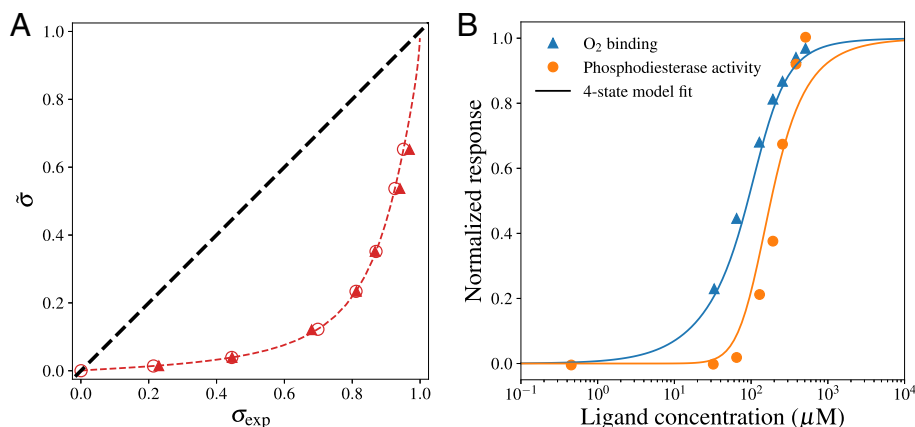 A
1.0
0.8
0.6
0.4
0.2
0.0
σ̃
0.0 0.2 0.4 0.6 0.8 1.0
σexp
B
O₂ binding
Phosphodiesterase activity
4-state model fit
1.0
0.8
0.6
0.4
0.2
0.0
Normalized response
10⁻¹ 10⁰ 10¹ 10² 10³ 10⁴
Ligand concentration (μM)